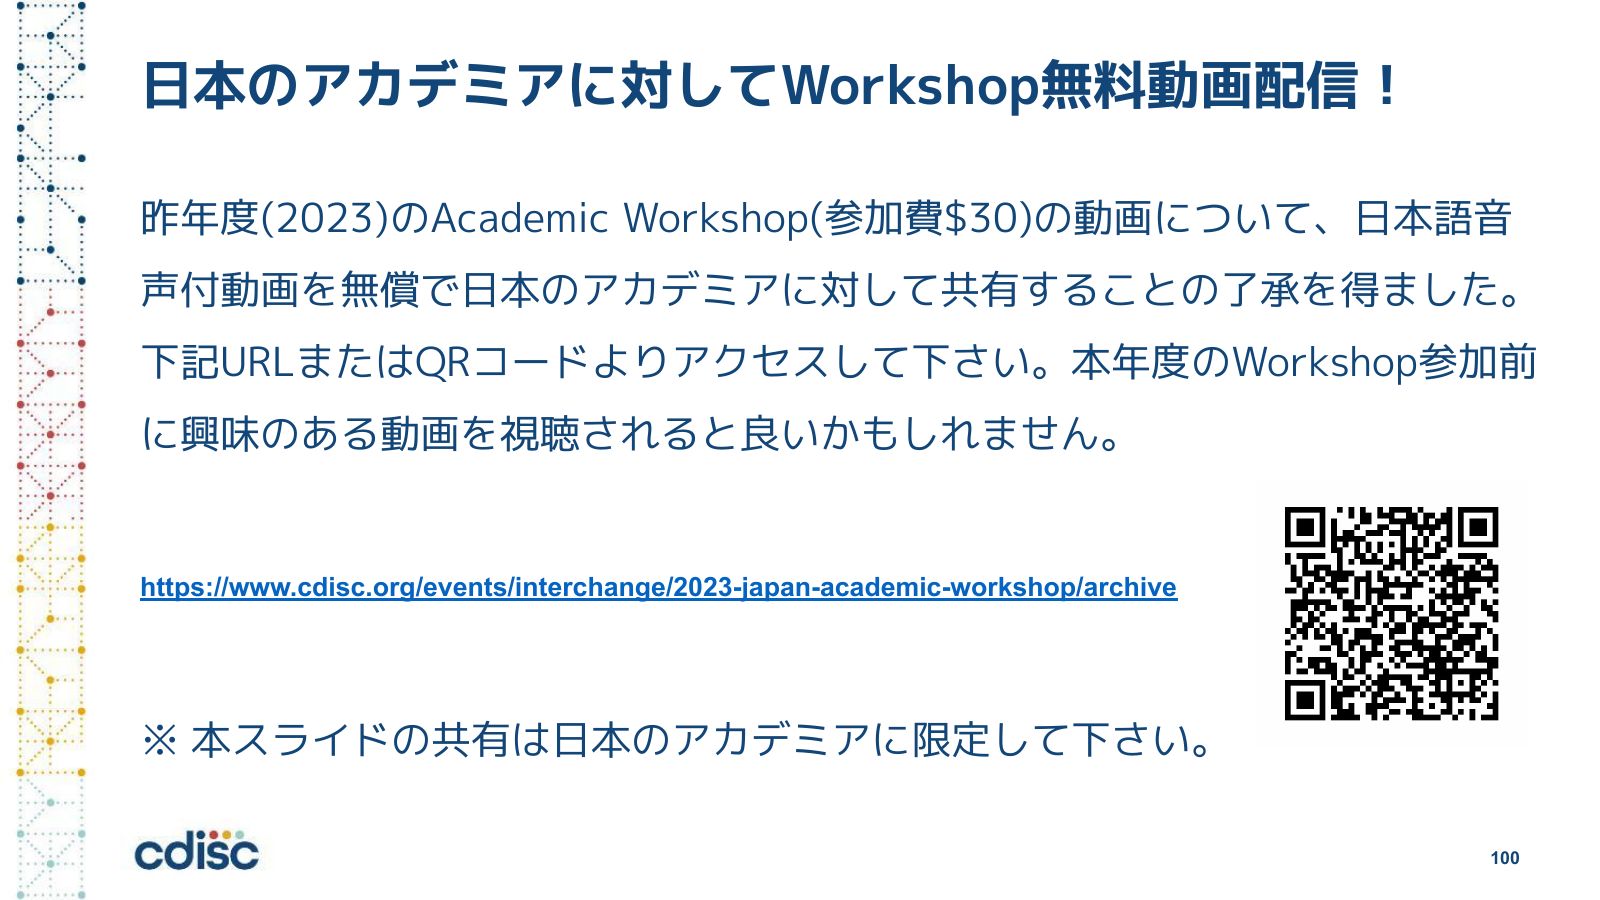 日本のアカデミアに対してWorkshop無料動画配信！
昨年度(2023)のAcademic Workshop(参加費$30)の動画について、日本語音
声付動画を無償で日本のアカデミアに対して共有することの了承を得ました。
下記URLまたはQRコードよりアクセスして下さい。本年度のWorkshop参加前
に興味のある動画を視聴されると良いかもしれません。
https://www.cdisc.org/events/interchange/2023-japan-academic-workshop/archive
※ 本スライドの共有は日本のアカデミアに限定して下さい。
cdisc
100